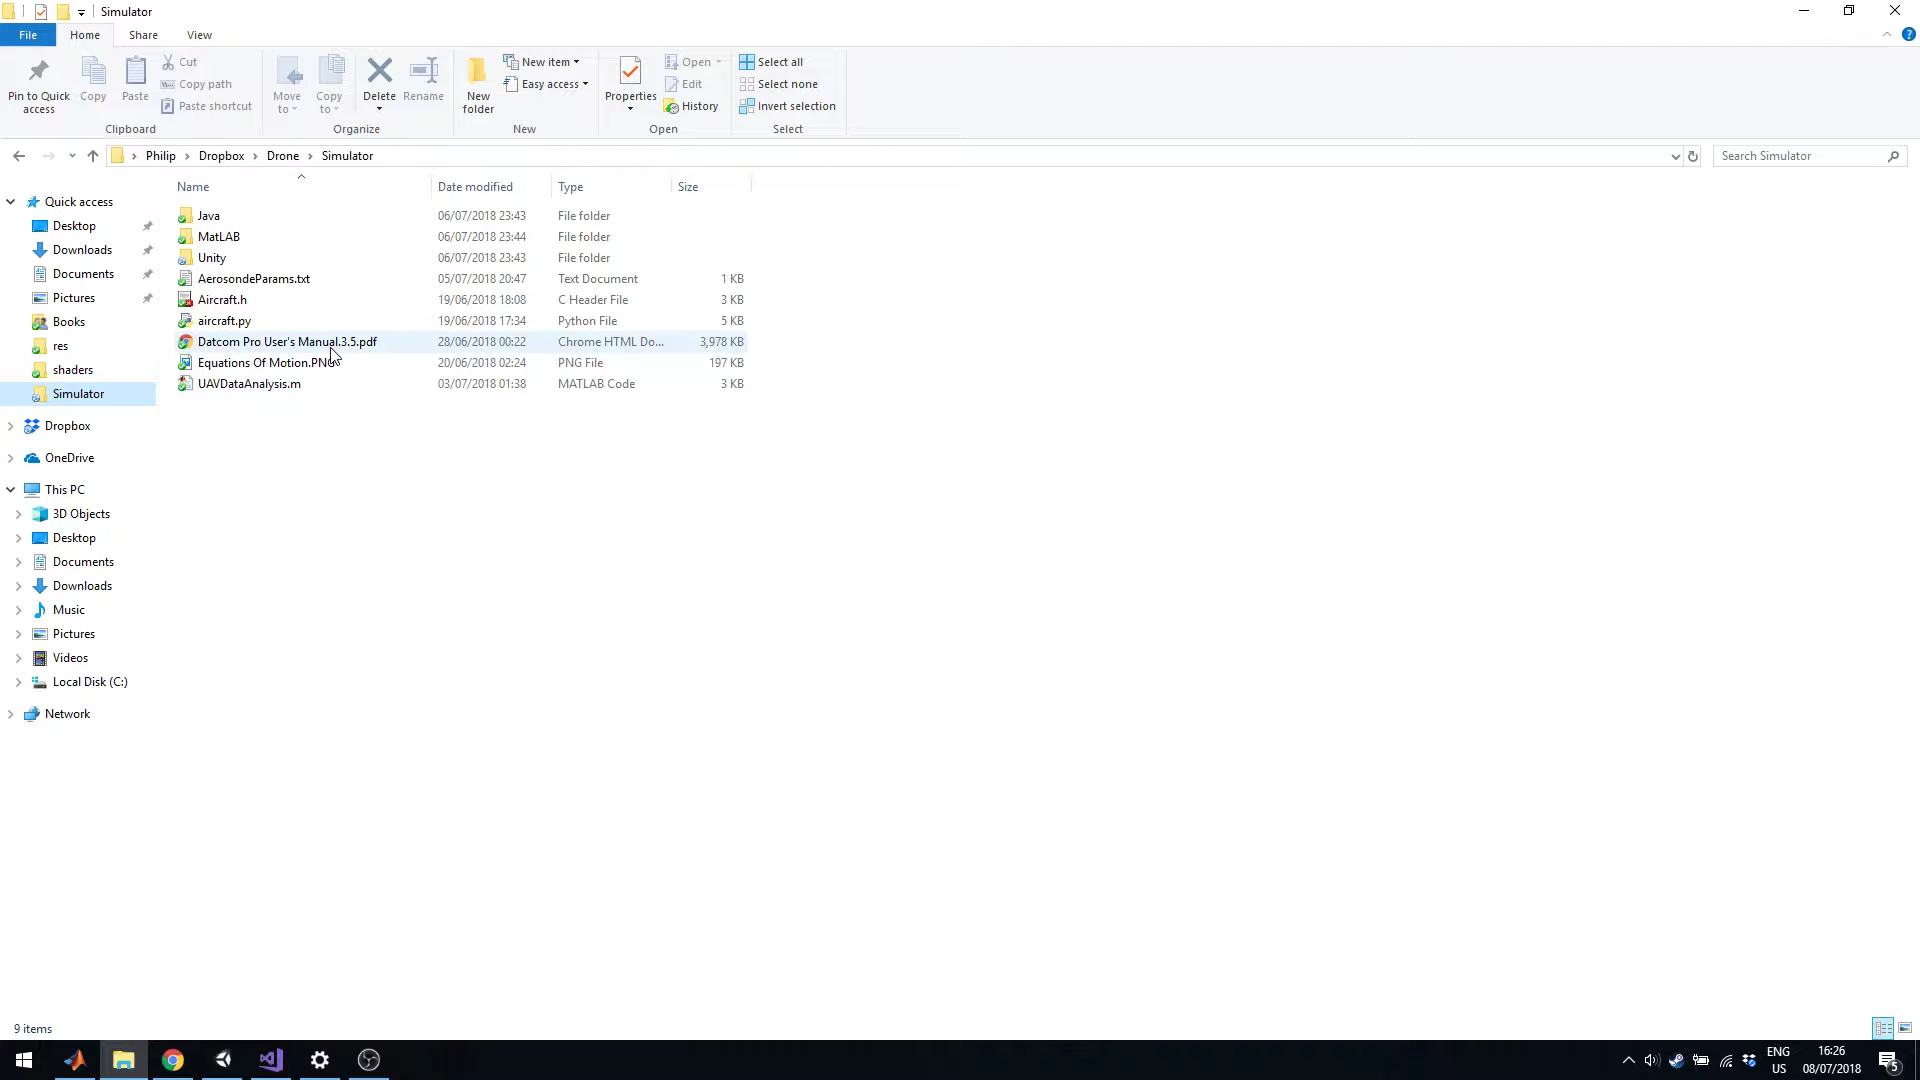 Simulator
File Home Share View
Pin to Quick access
Copy
Paste
Cut
Copy path
Paste shortcut
Clipboard
Move to
Copy to
Delete
Rename
Organize
New folder
New item
Easy access
New
Properties
Open
Edit
History
Open
Select all
Select none
Invert selection
Select
Philip Dropbox Drone Simulator
Search Simulator
Name Date modified Type Size
Java 06/07/2018 23:43 File folder
MatLAB 06/07/2018 23:44 File folder
Unity 06/07/2018 23:43 File folder
AerosondeParams.txt 05/07/2018 20:47 Text Document 1 KB
Aircraft.h 19/06/2018 18:08 C Header File 3 KB
aircraft.py 19/06/2018 17:34 Python File 5 KB
Datcom Pro User's Manual.3.5.pdf 28/06/2018 00:22 Chrome HTML Do... 3,978 KB
Equations Of Motion.PNG 20/06/2018 02:24 PNG File 197 KB
UAVDataAnalysis.m 03/07/2018 01:38 MATLAB Code 3 KB
Quick access
Desktop
Downloads
Documents
Pictures
Books
res
shaders
Simulator
Dropbox
OneDrive
This PC
3D Objects
Desktop
Documents
Downloads
Music
Pictures
Videos
Local Disk (C:)
Network
9 items
ENG
US
16:26
08/07/2018
5